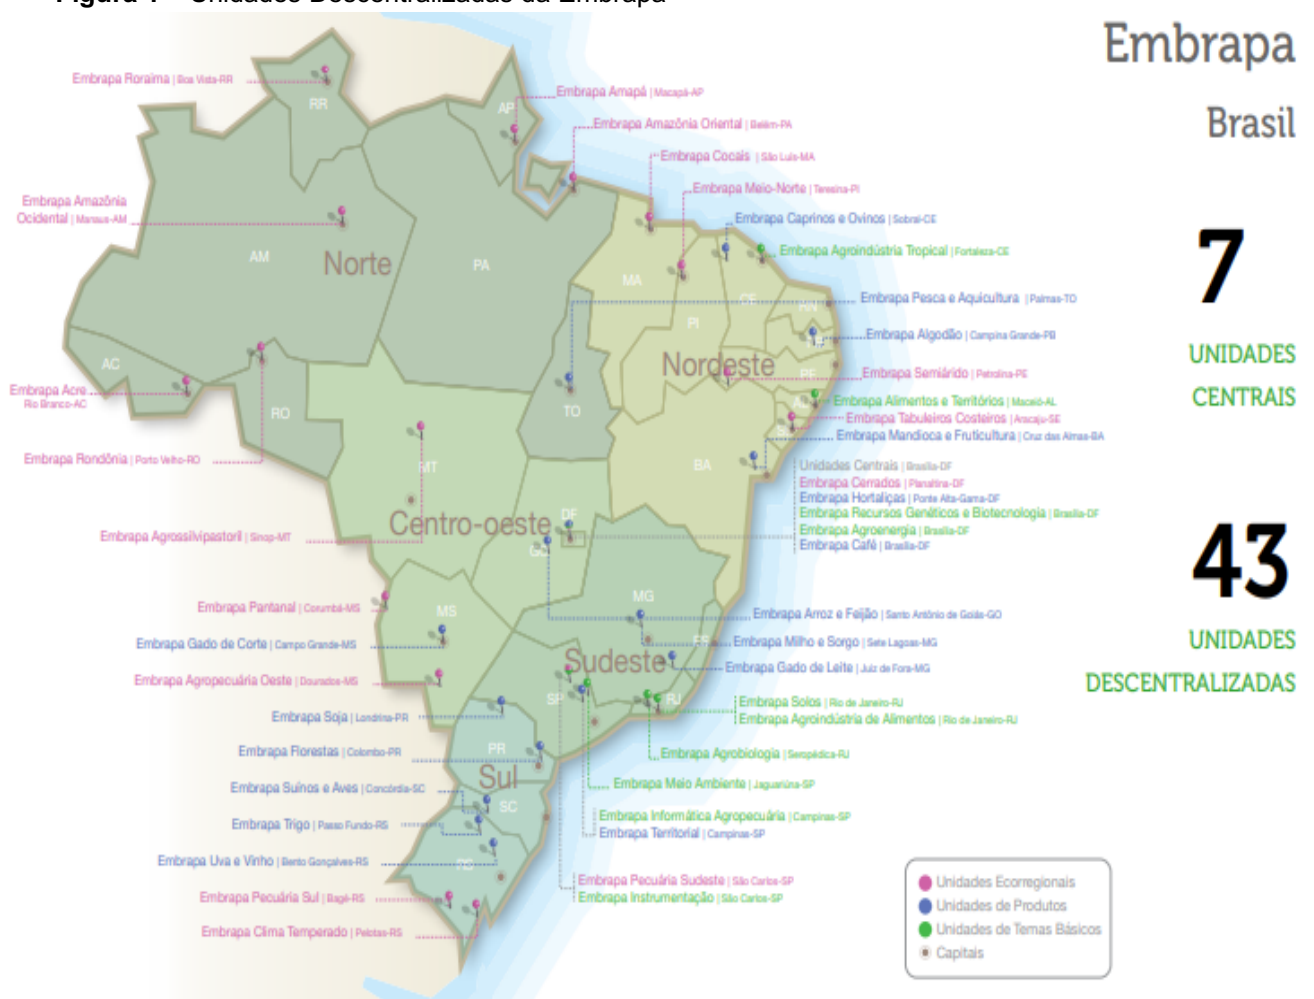 Figura 1 – Unidades Descentralizadas da Embrapa
Embrapa
Brasil
7
UNIDADES
CENTRAIS
43
UNIDADES
DESCENTRALIZADAS
Embrapa Roraima | Boa Vista-RR
Embrapa Amapá | Macapá-AP
Embrapa Amazônia Oriental | Belém-PA
Embrapa Cocais | São Luís-MA
Embrapa Meio-Norte | Teresina-PI
Embrapa Amazônia
Ocidental | Manaus-AM
Embrapa Caprinos e Ovinos | Sobral-CE
Embrapa Agroindústria Tropical | Fortaleza-CE
Embrapa Pesca e Aquicultura | Palmas-TO
Embrapa Algodão | Campina Grande-PB
Embrapa Semiárido | Petrolina-PE
Embrapa Acre
Rio Branco-AC
Embrapa Alimentos e Territórios | Maceió-AL
Embrapa Tabuleiros Costeiros | Aracaju-SE
Embrapa Mandioca e Fruticultura | Cruz das Almas-BA
Embrapa Rondônia | Porto Velho-RO
Unidades Centrais | Brasília-DF
Embrapa Cerrados | Planaltina-DF
Embrapa Hortaliças | Ponte Alta-Gama-DF
Embrapa Recursos Genéticos e Biotecnologia | Brasília-DF
Embrapa Agroenergia | Brasília-DF
Embrapa Café | Brasília-DF
Embrapa Agrossilvipastoril | Sinop-MT
Embrapa Pantanal | Corumbá-MS
Embrapa Arroz e Feijão | Santo Antônio de Goiás-GO
Embrapa Gado de Corte | Campo Grande-MS
Embrapa Milho e Sorgo | Sete Lagoas-MG
Embrapa Gado de Leite | Juiz de Fora-MG
Embrapa Agropecuária Oeste | Dourados-MS
Embrapa Solos | Rio de Janeiro-RJ
Embrapa Agroindústria de Alimentos | Rio de Janeiro-RJ
Embrapa Soja | Londrina-PR
Embrapa Florestas | Colombo-PR
Embrapa Agrobiologia | Seropédica-RJ
Embrapa Meio Ambiente | Jaguariúna-SP
Embrapa Suínos e Aves | Concórdia-SC
Embrapa Informática Agropecuária | Campinas-SP
Embrapa Territorial | Campinas-SP
Embrapa Trigo | Passo Fundo-RS
Embrapa Uva e Vinho | Bento Gonçalves-RS
Embrapa Pecuária Sudeste | São Carlos-SP
Embrapa Instrumentação | São Carlos-SP
Embrapa Pecuária Sul | Bagé-RS
Embrapa Clima Temperado | Pelotas-RS
RR
AP
AM
Norte
PA
MA
CE
RN
PI
Nordeste
PE
AC
RO
TO
AL
BA
MT
Centro-oeste
DF
GO
MS
MG
ES
Sudeste
SP
RJ
PR
Sul
SC
RS
Unidades Ecorregionais
Unidades de Produtos
Unidades de Temas Básicos
Capitais